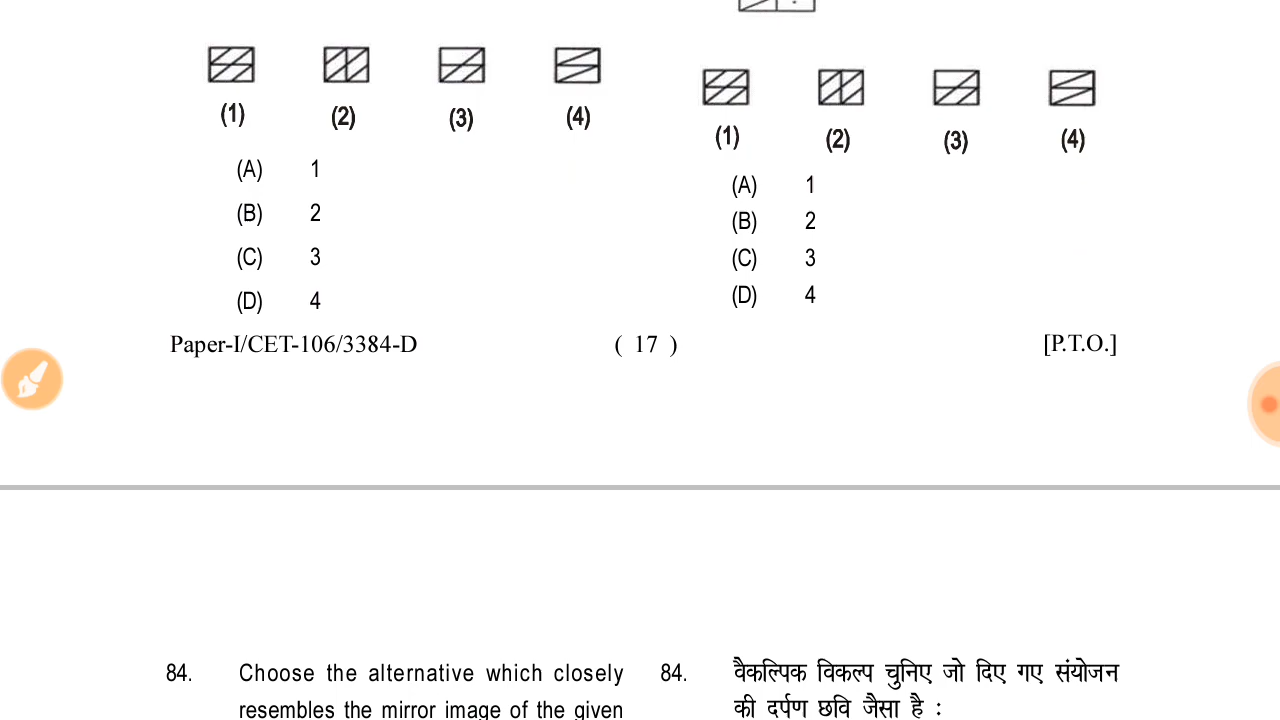 ?
(1) (2) (3) (4)
(A) 1
(B) 2
(C) 3
(D) 4
(1) (2) (3) (4)
(A) 1
(B) 2
(C) 3
(D) 4
Paper-I/CET-106/3384-D ( 17 ) [P.T.O.]
84. Choose the alternative which closely
resembles the mirror image of the given
84. वैकल्पिक विकल्प चुनिए जो दिए गए संयोजन
की दर्पण छवि जैसा है :